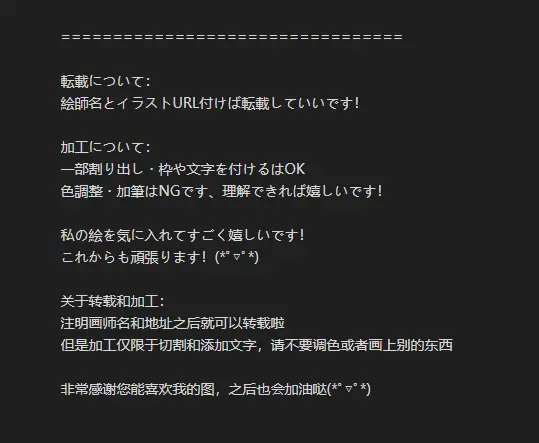 =================================
転載について：
絵師名とイラストURL付けば転載していいです！
加工について：
一部割り出し・枠や文字を付けるはOK
色調整・加筆はNGです、理解できれば嬉しいです！
私の絵を気に入れてすごく嬉しいです！
これからも頑張ります！(*ﾟ▽ﾟ*)
关于转载和加工：
注明画师名和地址之后就可以转载啦
但是加工仅限于切割和添加文字，请不要调色或者画上别的东西
非常感谢您能喜欢我的图，之后也会加油哒(*ﾟ▽ﾟ*)